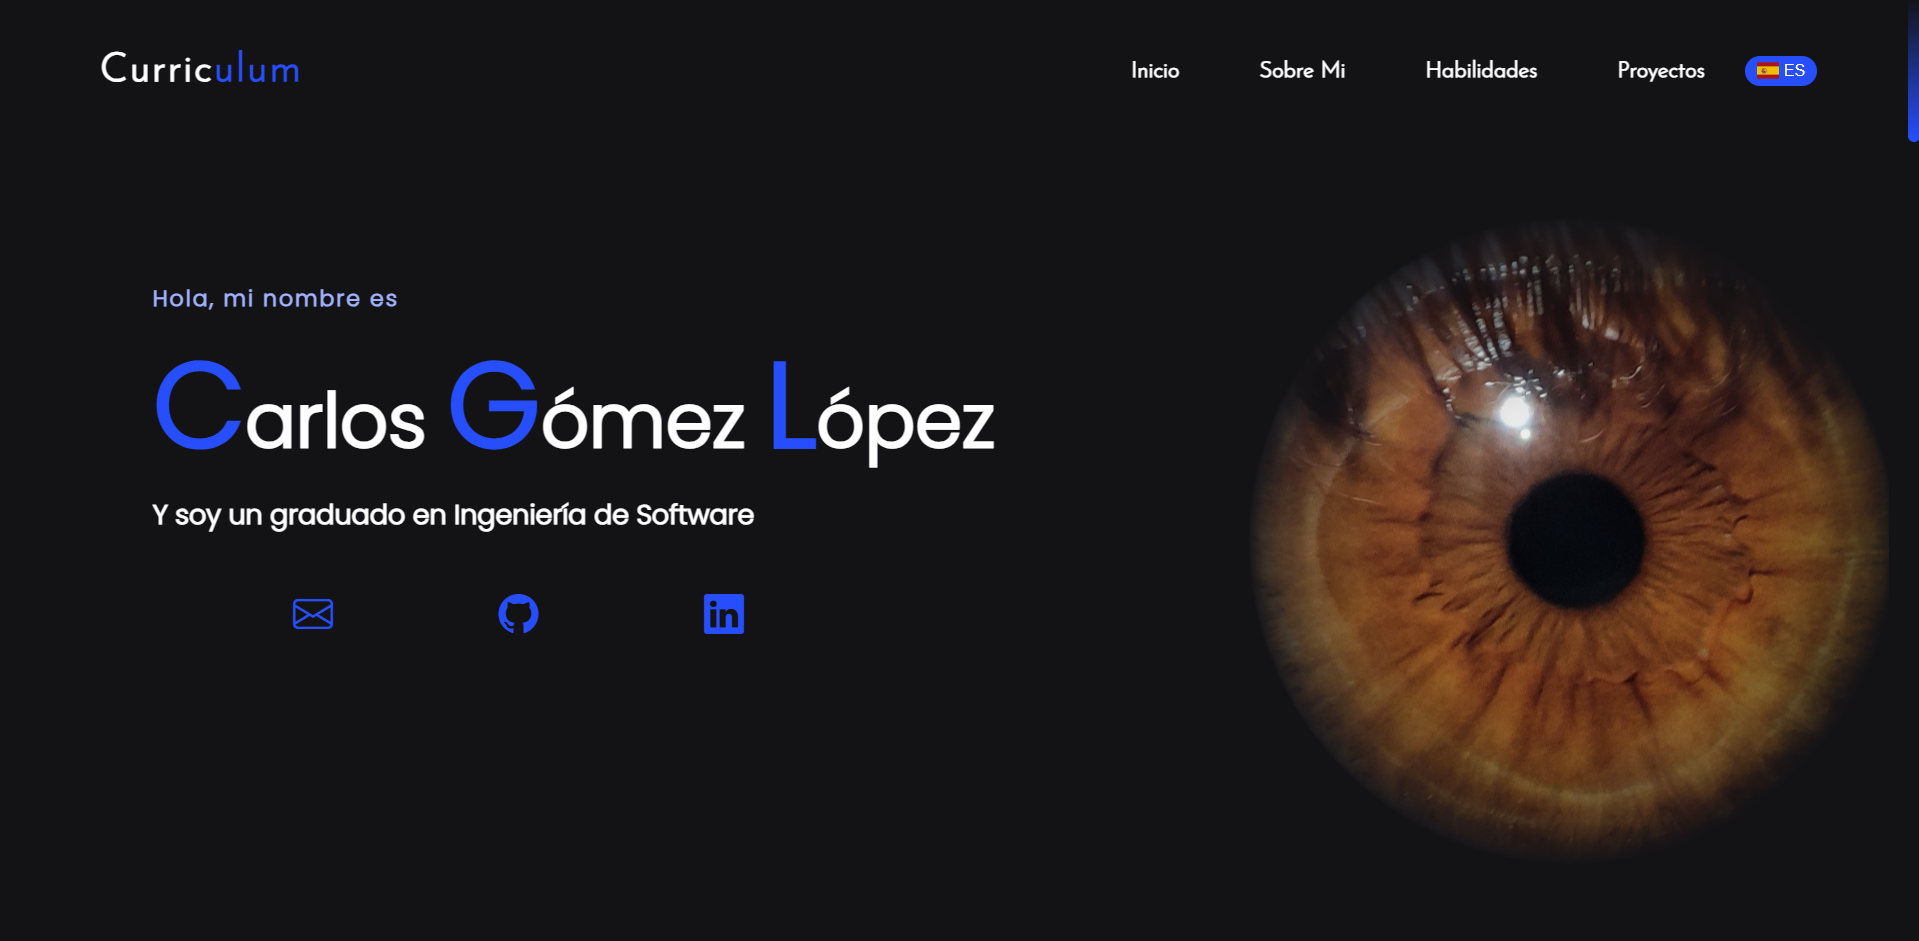 Curriculum
Inicio Sobre Mi Habilidades Proyectos ES
Hola, mi nombre es
Carlos Gómez López
Y soy un graduado en Ingeniería de Software
in